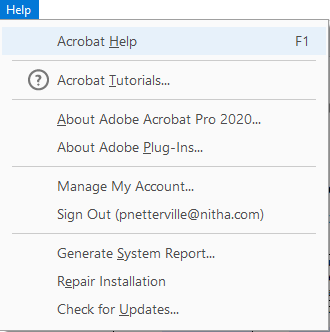 Help
Acrobat Help F1
? Acrobat Tutorials...
About Adobe Acrobat Pro 2020...
About Adobe Plug-Ins...
Manage My Account...
Sign Out (pnetterville@nitha.com)
Generate System Report...
Repair Installation
Check for Updates...